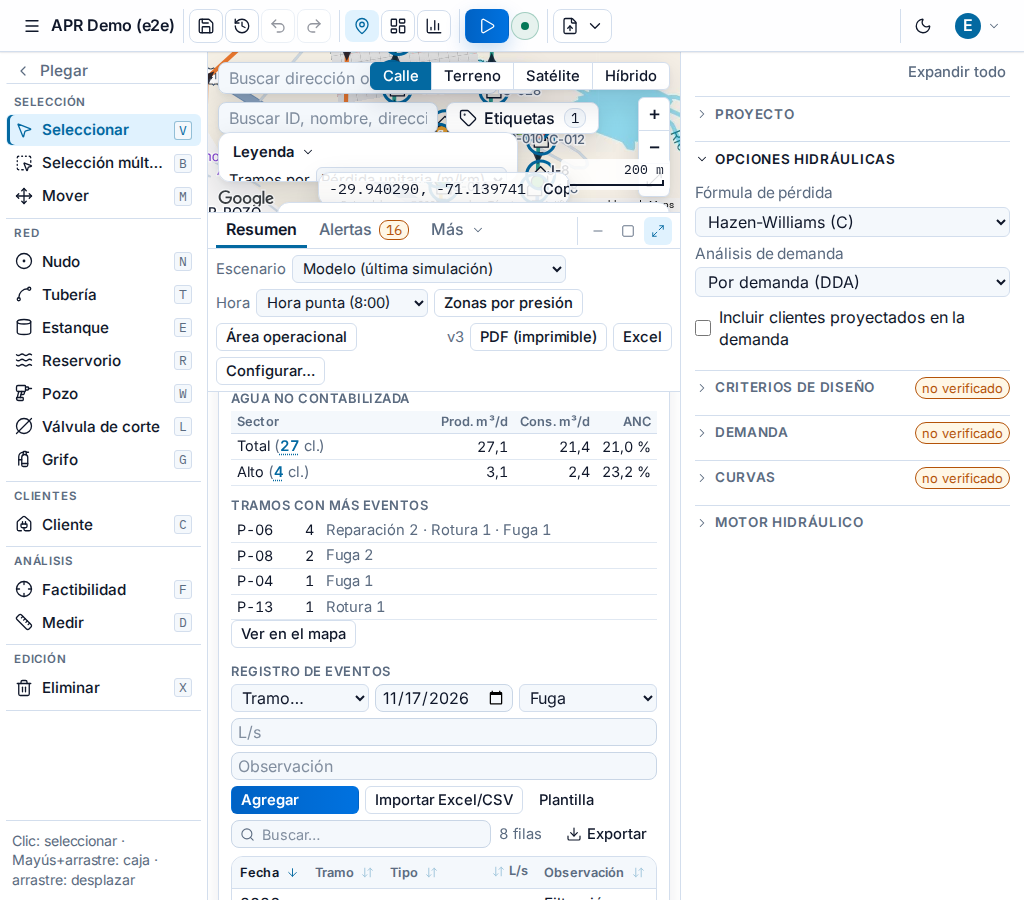 APR Demo (e2e)
E
Plegar
SELECCIÓN
Seleccionar V
Selección múlt... B
Mover M
RED
Nudo N
Tubería T
Estanque E
Reservorio R
Pozo W
Válvula de corte L
Grifo G
CLIENTES
Cliente C
ANÁLISIS
Factibilidad F
Medir D
EDICIÓN
Eliminar X
Clic: seleccionar ·
Mayús+arrastre: caja ·
arrastre: desplazar
Buscar dirección o
Calle Terreno Satélite Híbrido
Buscar ID, nombre, direcci
Etiquetas 1
C-012
Leyenda
Tramos por Pérdida unitaria (m/km)
200 m
-29.940290, -71.139741
Google
Resumen Alertas 16 Más
Escenario Modelo (última simulación)
Hora Hora punta (8:00) Zonas por presión
Área operacional v3 PDF (imprimible) Excel
Configurar...
AGUA NO CONTABILIZADA
Sector Prod. m³/d Cons. m³/d ANC
Total (27 cl.) 27,1 21,4 21,0 %
Alto (4 cl.) 3,1 2,4 23,2 %
TRAMOS CON MÁS EVENTOS
P-06 4 Reparación 2 · Rotura 1 · Fuga 1
P-08 2 Fuga 2
P-04 1 Fuga 1
P-13 1 Rotura 1
Ver en el mapa
REGISTRO DE EVENTOS
Tramo... 11/17/2026 Fuga
L/s
Observación
Agregar Importar Excel/CSV Plantilla
Buscar... 8 filas Exportar
Fecha Tramo Tipo L/s Observación
Expandir todo
PROYECTO
OPCIONES HIDRÁULICAS
Fórmula de pérdida
Hazen-Williams (C)
Análisis de demanda
Por demanda (DDA)
Incluir clientes proyectados en la
demanda
CRITERIOS DE DISEÑO no verificado
DEMANDA no verificado
CURVAS no verificado
MOTOR HIDRÁULICO